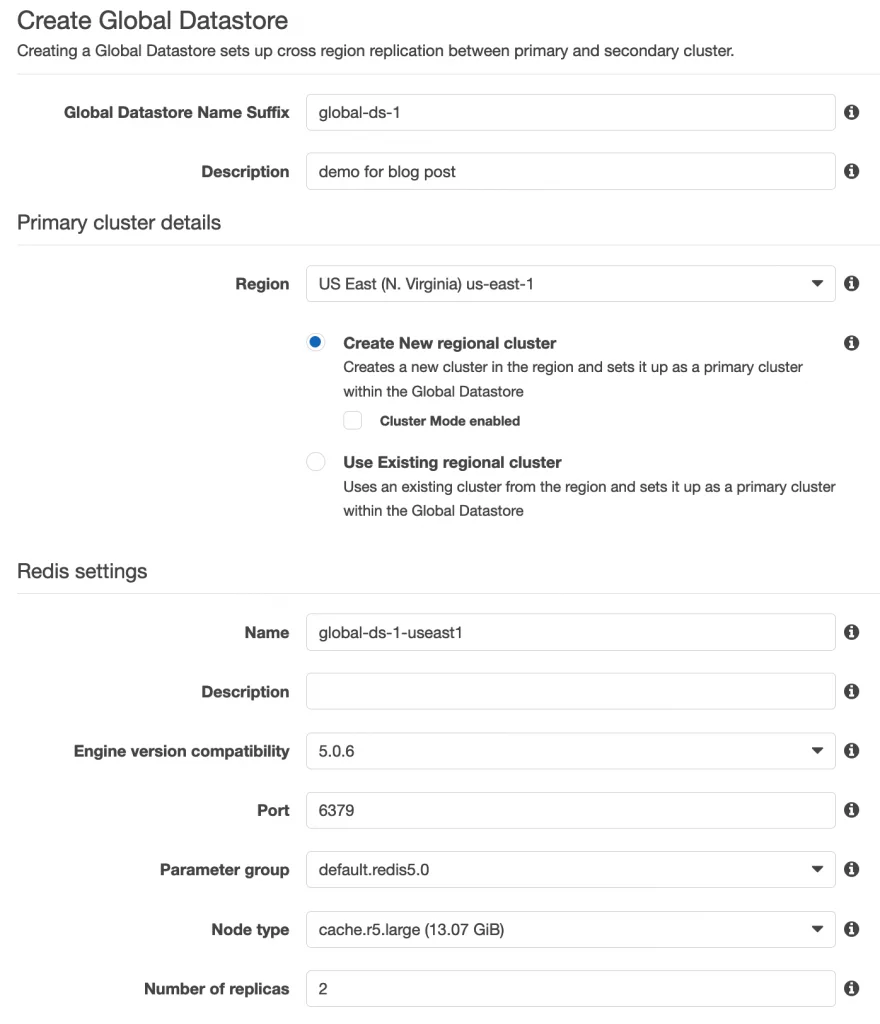 Create Global Datastore
Creating a Global Datastore sets up cross region replication between primary and secondary cluster.
Global Datastore Name Suffix global-ds-1
Description demo for blog post
Primary cluster details
Region US East (N. Virginia) us-east-1
Create New regional cluster
Creates a new cluster in the region and sets it up as a primary cluster
within the Global Datastore
Cluster Mode enabled
Use Existing regional cluster
Uses an existing cluster from the region and sets it up as a primary cluster
within the Global Datastore
Redis settings
Name global-ds-1-useast1
Description
Engine version compatibility 5.0.6
Port 6379
Parameter group default.redis5.0
Node type cache.r5.large (13.07 GiB)
Number of replicas 2